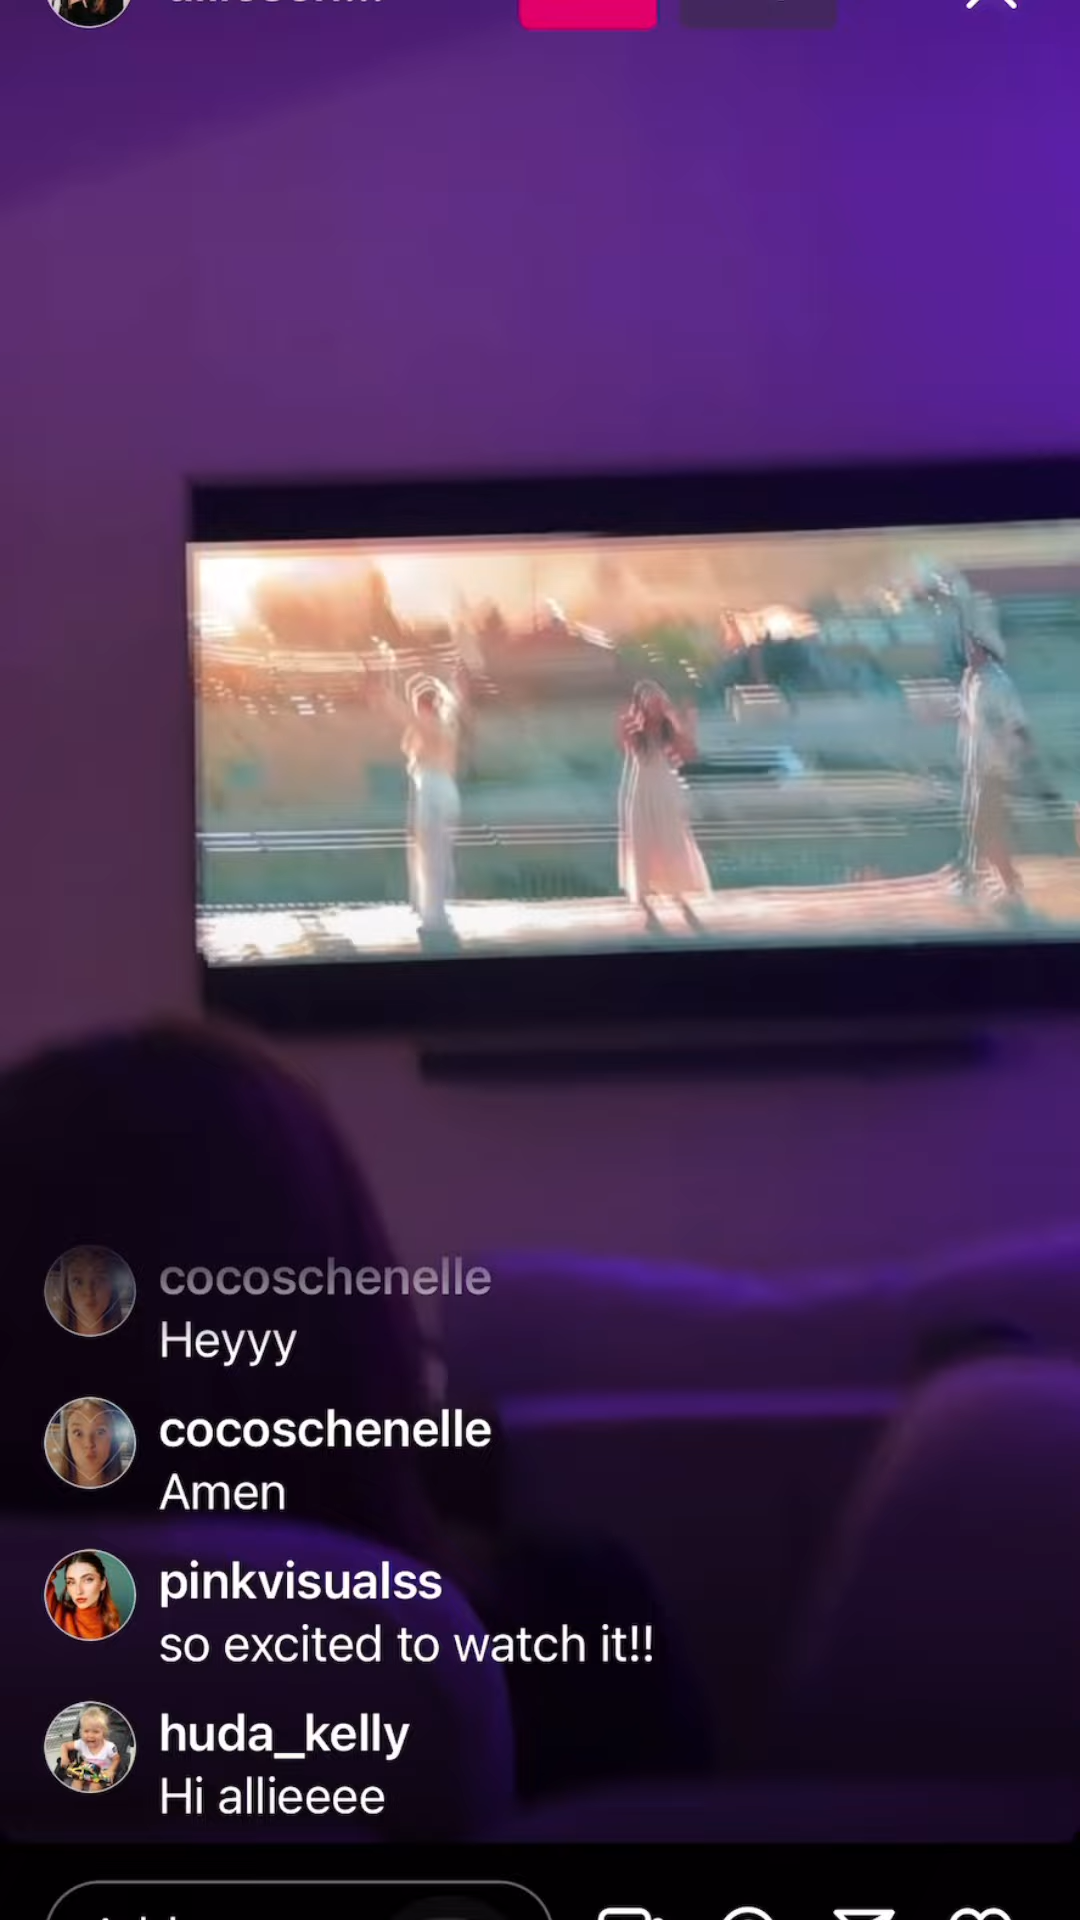 cocoschenelle
Heyyy
cocoschenelle
Amen
pinkvisualss
so excited to watch it!!
huda_kelly
Hi allieeee